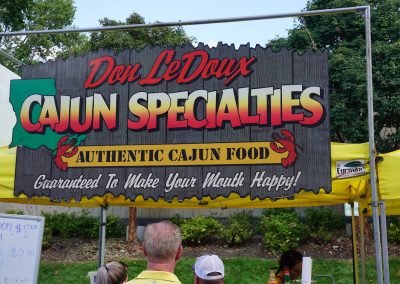 Don LeDoux
CAJUN SPECIALTIES
AUTHENTIC CAJUN FOOD
Guaranteed To Make Your Mouth Happy!